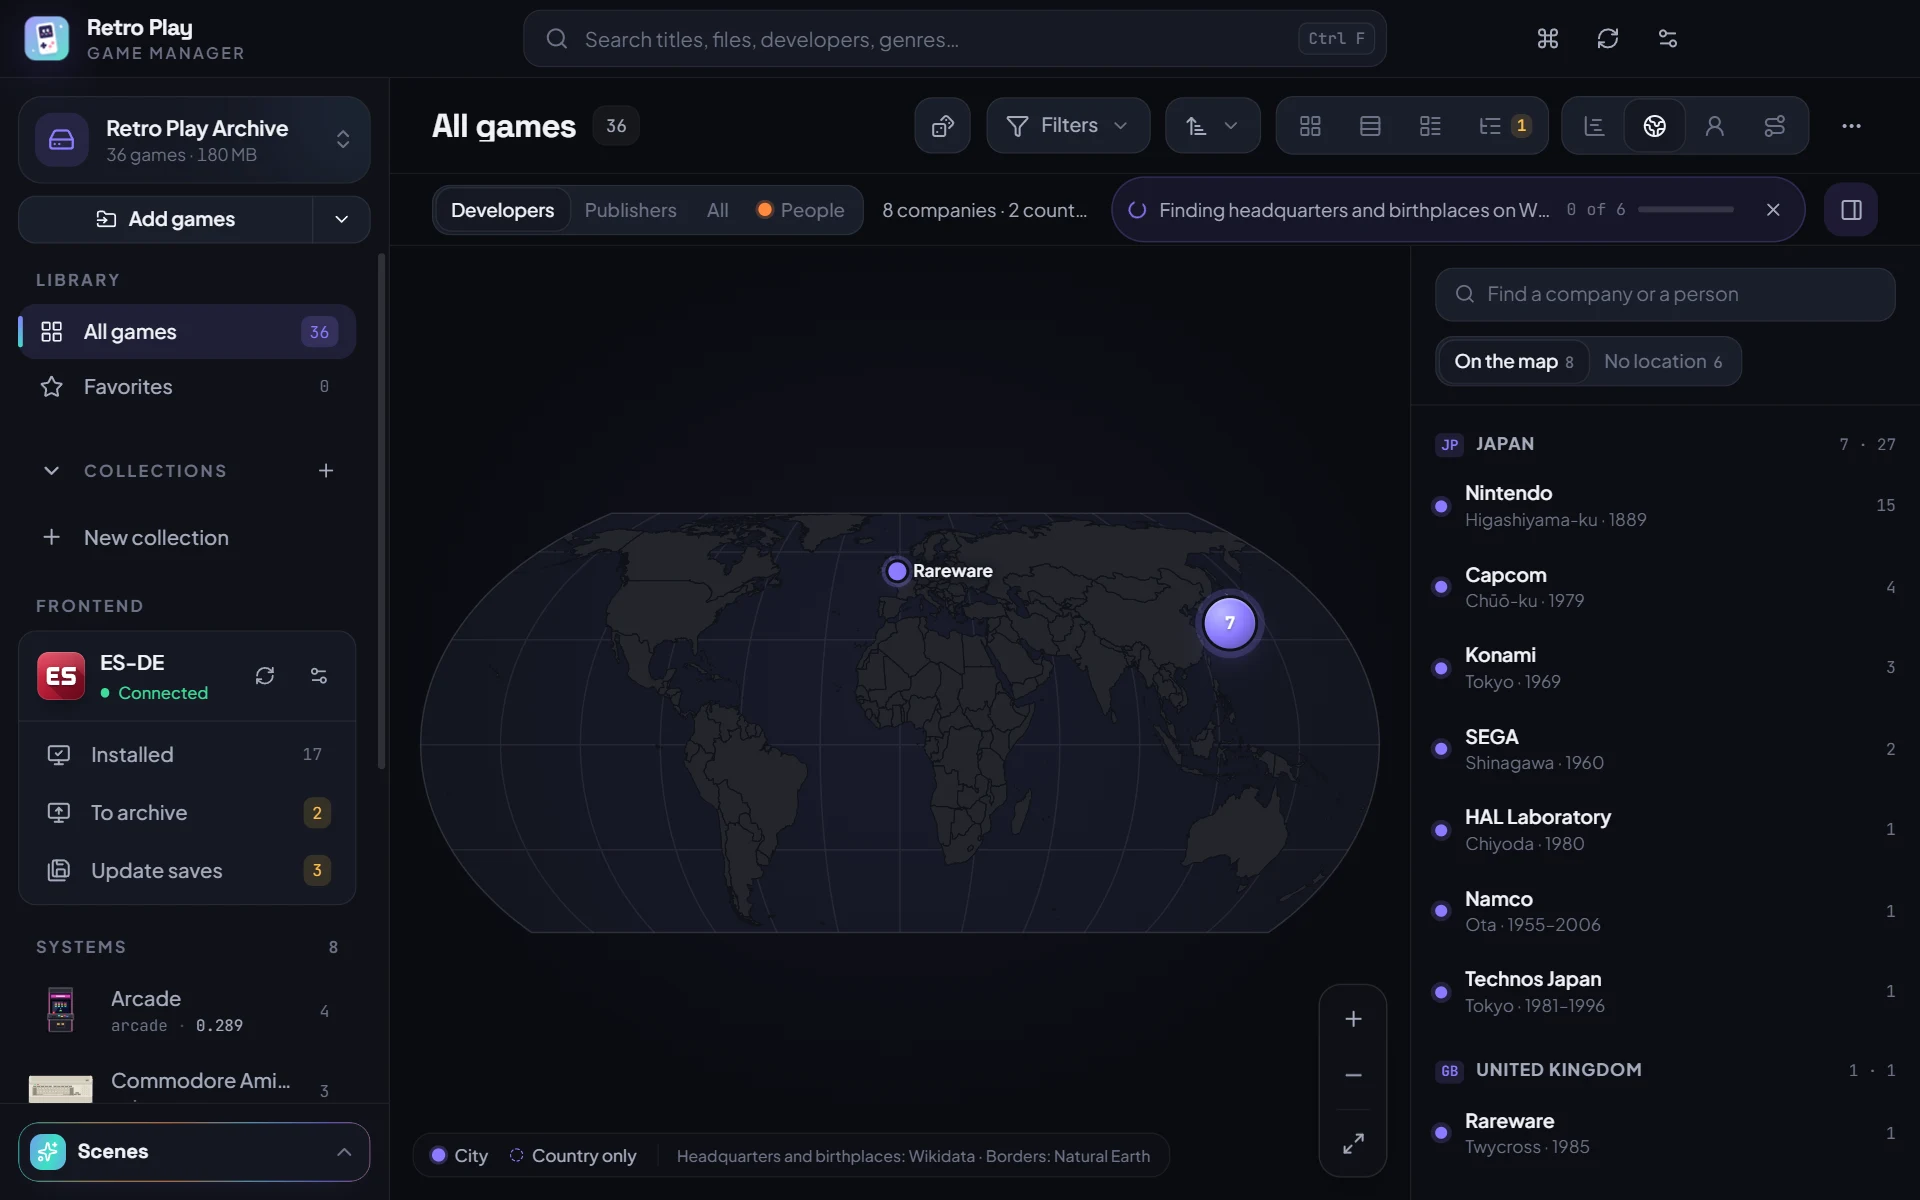 Retro Play
GAME MANAGER
Search titles, files, developers, genres…
Ctrl F
Retro Play Archive
36 games · 180 MB
Add games
LIBRARY
All games 36
Favorites 0
COLLECTIONS
New collection
FRONTEND
ES
ES-DE
Connected
Installed 17
To archive 2
Update saves 3
SYSTEMS 8
Arcade
arcade · 0.289
4
Commodore Ami…
3
Scenes
All games 36
Filters
1
Developers Publishers All People
8 companies · 2 count…
Finding headquarters and birthplaces on W… 0 of 6
Rareware
7
City Country only Headquarters and birthplaces: Wikidata · Borders: Natural Earth
Find a company or a person
On the map 8 No location 6
JP JAPAN 7 · 27
Nintendo
Higashiyama-ku · 1889
15
Capcom
Chūō-ku · 1979
4
Konami
Tokyo · 1969
3
SEGA
Shinagawa · 1960
2
HAL Laboratory
Chiyoda · 1980
1
Namco
Ota · 1955–2006
1
Technos Japan
Tokyo · 1981–1996
1
GB UNITED KINGDOM 1 · 1
Rareware
Twycross · 1985
1